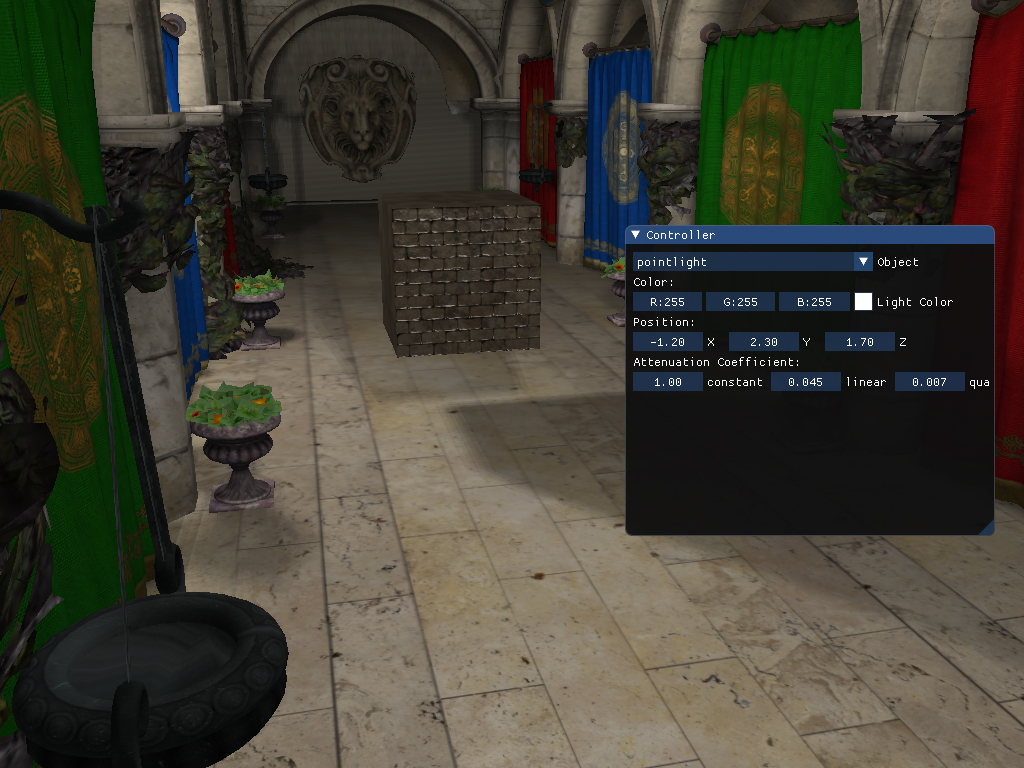 Controller
pointlight Object
Color:
R:255 G:255 B:255 Light Color
Position:
-1.20 X 2.30 Y 1.70 Z
Attenuation Coefficient:
1.00 constant 0.045 linear 0.007 qua